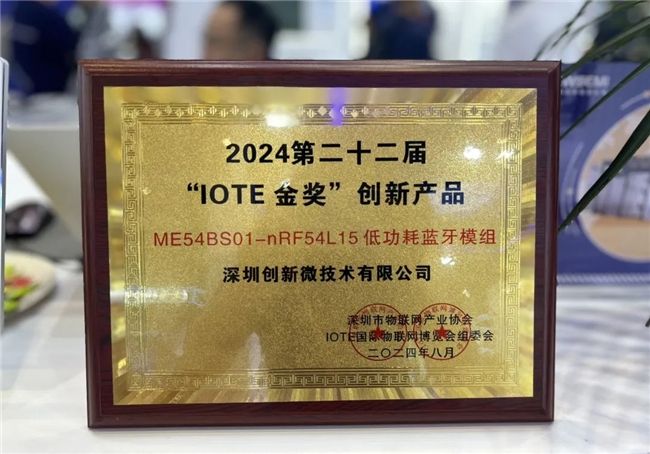 2024第二十二届
“IOTE 金奖”创新产品
ME54BS01-nRF54L15 低功耗蓝牙模组
深圳创新微技术有限公司
深圳市物联网产业协会
IOTE国际物联网博览会组委会
二〇二四年八月